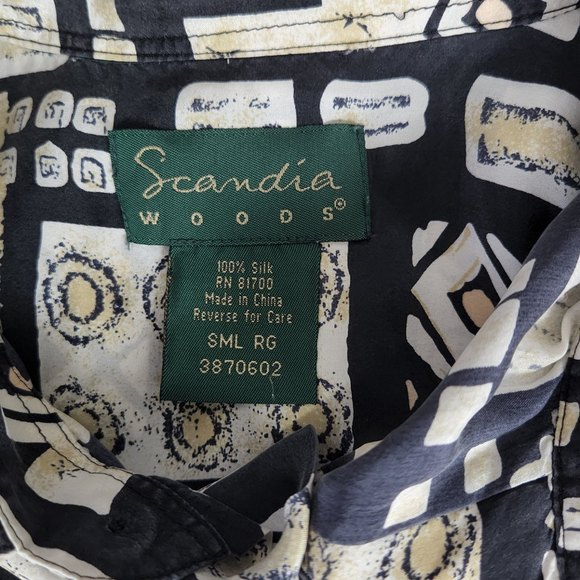 Scandia
WOODS®
100% Silk
RN 81700
Made in China
Reverse for Care
SML RG
3870602